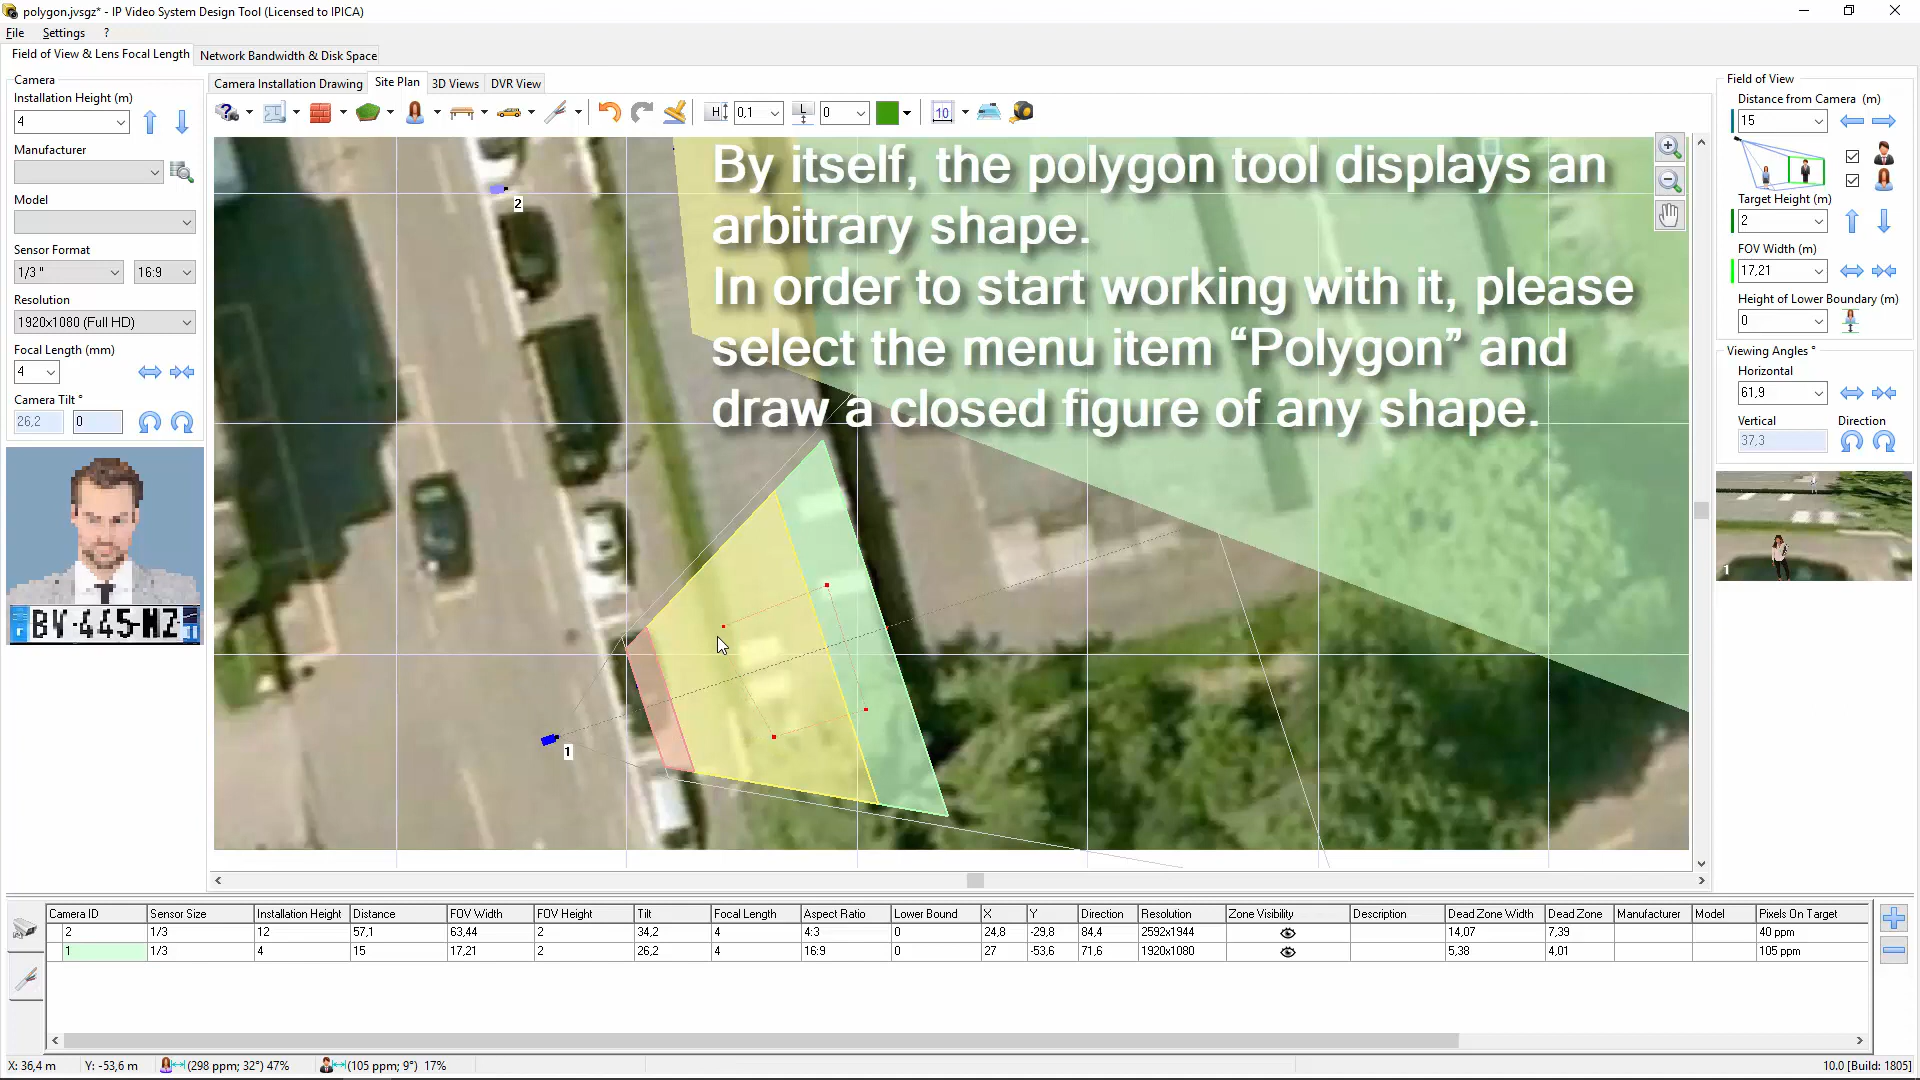 polygon.jvsgz* - IP Video System Design Tool (Licensed to IPICA)
File Settings ?
Field of View & Lens Focal Length Network Bandwidth & Disk Space
Camera
Installation Height (m)
4
Manufacturer
Model
Sensor Format
1/3 " 16:9
Resolution
1920x1080 (Full HD)
Focal Length (mm)
4
Camera Tilt °
26,2 0
BV-445-MZ
Camera Installation Drawing Site Plan 3D Views DVR View
H 0,1 L 0 10
By itself, the polygon tool displays an
arbitrary shape.
In order to start working with it, please
select the menu item “Polygon” and
draw a closed figure of any shape.
2
1
Field of View
Distance from Camera (m)
15
Target Height (m)
2
FOV Width (m)
17,21
Height of Lower Boundary (m)
0
Viewing Angles °
Horizontal
61,9
Vertical Direction
37,3
1
Camera ID Sensor Size Installation Height Distance FOV Width FOV Height Tilt Focal Length Aspect Ratio Lower Bound X Y Direction Resolution Zone Visibility Description Dead Zone Width Dead Zone Manufacturer Model Pixels On Target
2 1/3 12 57,1 63,44 2 34,2 4 4:3 0 24,8 -29,8 84,4 2592x1944 14,07 7,39 40 ppm
1 1/3 4 15 17,21 2 26,2 4 16:9 0 27 -53,6 71,6 1920x1080 5,38 4,01 105 ppm
X: 36,4 m Y: -53,6 m (298 ppm; 32°) 47% (105 ppm; 9°) 17% 10.0 [Build: 1805]